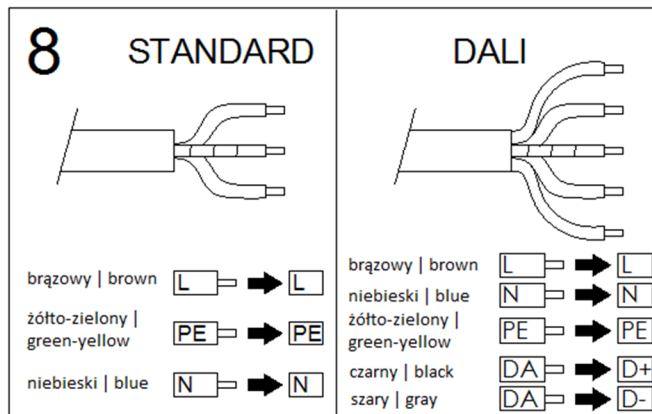 8 STANDARD
brązowy | brown L L
żółto-zielony |
green-yellow PE PE
niebieski | blue N N
DALI
brązowy | brown L L
niebieski | blue N N
żółto-zielony |
green-yellow PE PE
czarny | black DA D+
szary | gray DA D-